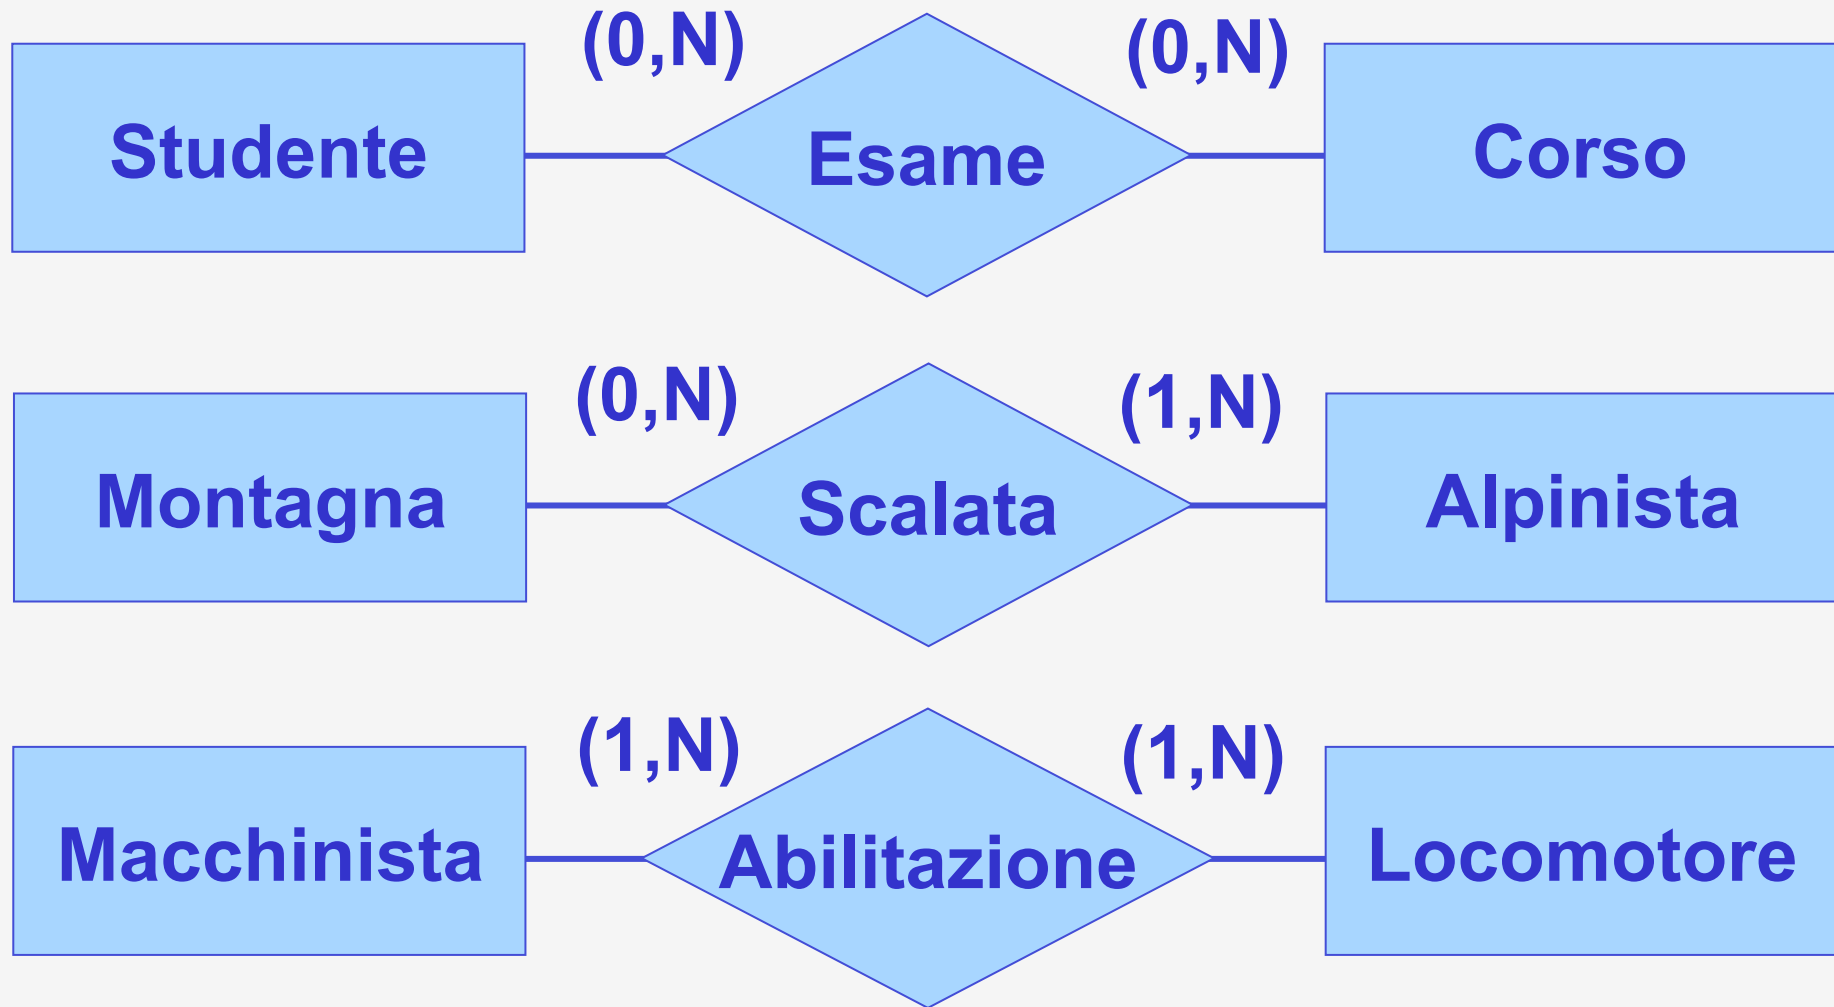 (0,N) (0,N)
Studente Esame Corso
(0,N) (1,N)
Montagna Scalata Alpinista
(1,N) (1,N)
Macchinista Abilitazione Locomotore